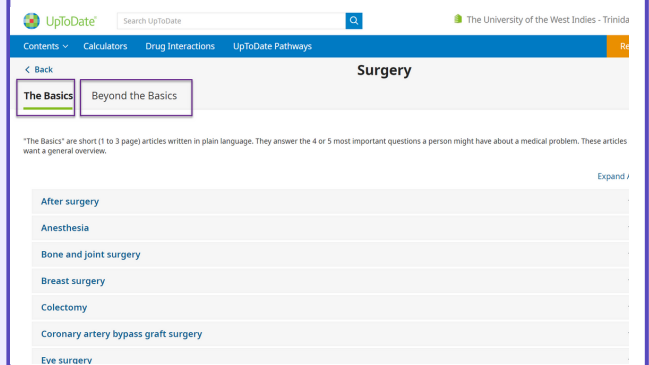 UpToDate®
Search UpToDate
The University of the West Indies - Trinida
Contents
Calculators
Drug Interactions
UpToDate Pathways
Re
Back
Surgery
The Basics
Beyond the Basics
"The Basics" are short (1 to 3 page) articles written in plain language. They answer the 4 or 5 most important questions a person might have about a medical problem. These articles
want a general overview.
Expand A
After surgery
Anesthesia
Bone and joint surgery
Breast surgery
Colectomy
Coronary artery bypass graft surgery
Eye surgery